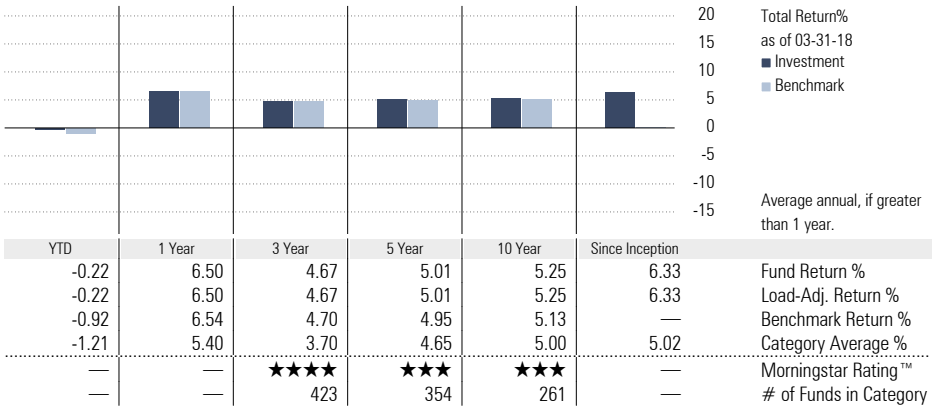 20 Total Return%
15 as of 03-31-18
10 ■ Investment
5 ■ Benchmark
0
-5
-10
-15 Average annual, if greater
than 1 year.
YTD 1 Year 3 Year 5 Year 10 Year Since Inception
-0.22 6.50 4.67 5.01 5.25 6.33 Fund Return %
-0.22 6.50 4.67 5.01 5.25 6.33 Load-Adj. Return %
-0.92 6.54 4.70 4.95 5.13 — Benchmark Return %
-1.21 5.40 3.70 4.65 5.00 5.02 Category Average %
— — ★★★★ ★★★ ★★★ — Morningstar Rating™
— — 423 354 261 — # of Funds in Category